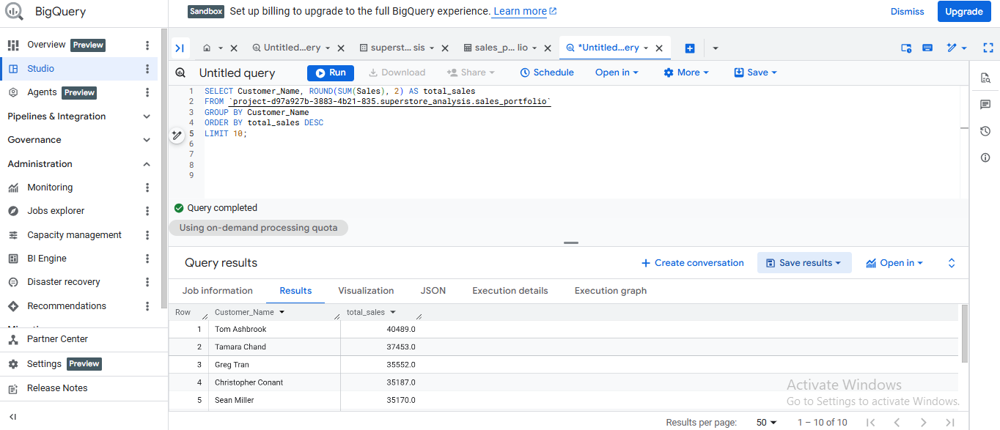 BigQuery
Sandbox Set up billing to upgrade to the full BigQuery experience. Learn more
Dismiss
Upgrade
Overview Preview
Studio
Agents Preview
Pipelines & Integration
Governance
Administration
Monitoring
Jobs explorer
Capacity management
BI Engine
Disaster recovery
Recommendations
Partner Center
Settings Preview
Release Notes
Untitled...ery
superst... sis
sales_p... lio
*Untitled...ery
Untitled query
Run
Download
Share
Schedule
Open in
More
Save
1 SELECT Customer_Name, ROUND(SUM(Sales), 2) AS total_sales
2 FROM `project-d97a927b-3883-4b21-835.superstore_analysis.sales_portfolio`
3 GROUP BY Customer_Name
4 ORDER BY total_sales DESC
5 LIMIT 10;
6
7
8
9
Query completed
Using on-demand processing quota
Query results
Create conversation
Save results
Open in
Job information
Results
Visualization
JSON
Execution details
Execution graph
Row Customer_Name total_sales
1 Tom Ashbrook 40489.0
2 Tamara Chand 37453.0
3 Greg Tran 35552.0
4 Christopher Conant 35187.0
5 Sean Miller 35170.0
Activate Windows
Go to Settings to activate Windows.
Results per page: 50 1 – 10 of 10